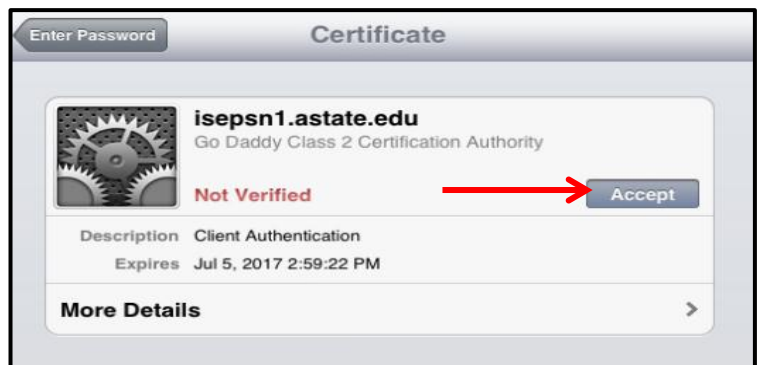 Enter Password
Certificate
isepsn1.astate.edu
Go Daddy Class 2 Certification Authority
Not Verified
Accept
Description Client Authentication
Expires Jul 5, 2017 2:59:22 PM
More Details